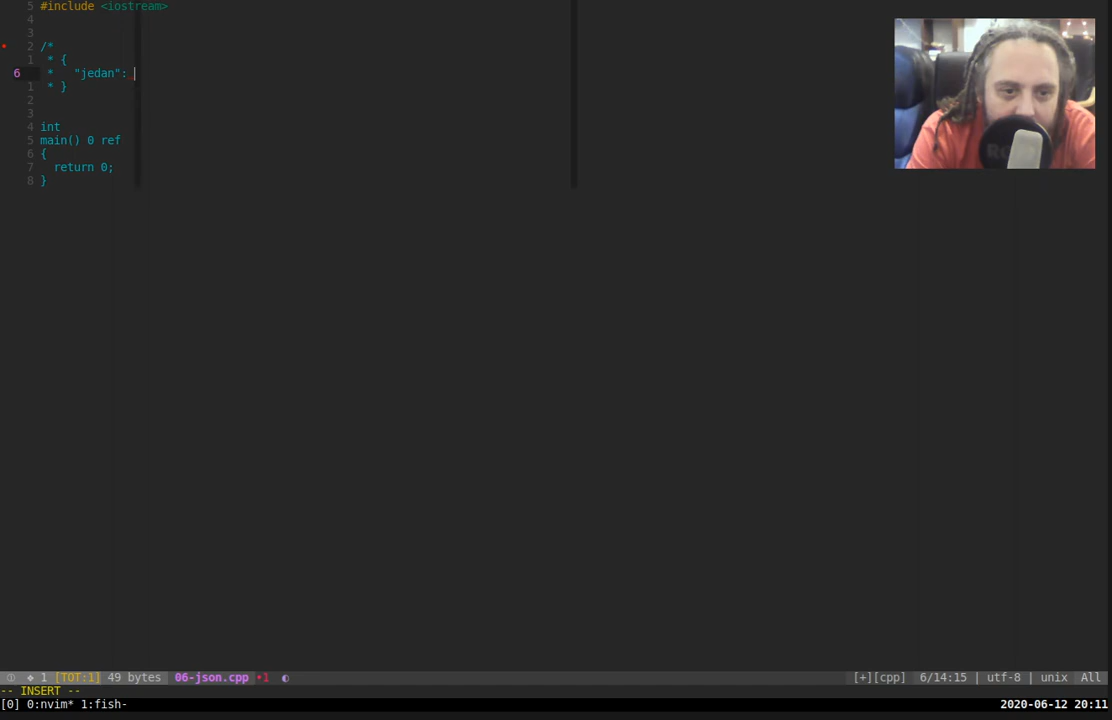 5 #include <iostream>
4
3
2 /*
1  * {
6  *   "jedan":
1  * }
2
3
4 int
5 main() 0 ref
6 {
7   return 0;
8 }
① ❖ 1 [TOT:1] 49 bytes 06-json.cpp •1 ◐ [+][cpp] 6/14:15 | utf-8 | unix All
-- INSERT --
[0] 0:nvim* 1:fish- 2020-06-12 20:11